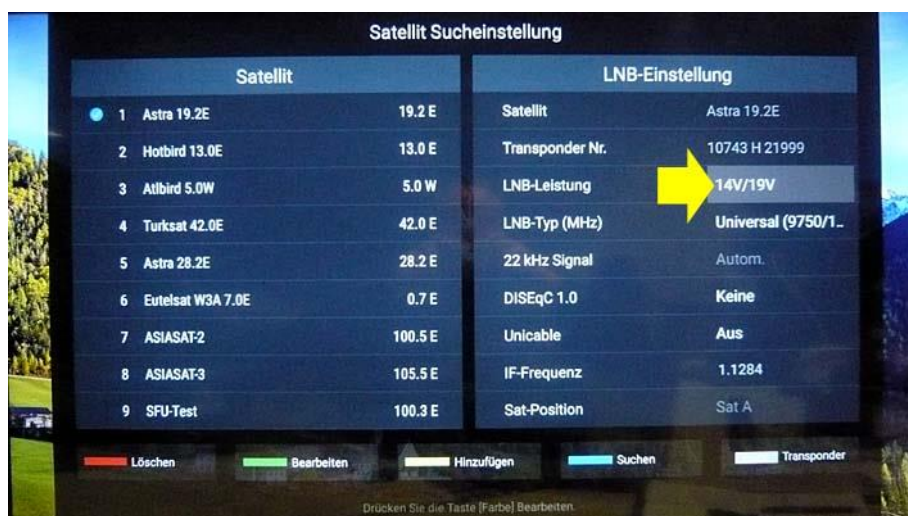 Satellit Sucheinstellung
Satellit
1 Astra 19.2E 19.2 E
2 Hotbird 13.0E 13.0 E
3 Atlbird 5.0W 5.0 W
4 Turksat 42.0E 42.0 E
5 Astra 28.2E 28.2 E
6 Eutelsat W3A 7.0E 0.7 E
7 ASIASAT-2 100.5 E
8 ASIASAT-3 105.5 E
9 SFU-Test 100.3 E
LNB-Einstellung
Satellit Astra 19.2E
Transponder Nr. 10743 H 21999
LNB-Leistung 14V/19V
LNB-Typ (MHz) Universal (9750/1...
22 kHz Signal Autom.
DISEqC 1.0 Keine
Unicable Aus
IF-Frequenz 1.1284
Sat-Position Sat A
Löschen Bearbeiten Hinzufügen Suchen Transponder
Drücken Sie die Taste [Farbe] Bearbeiten.